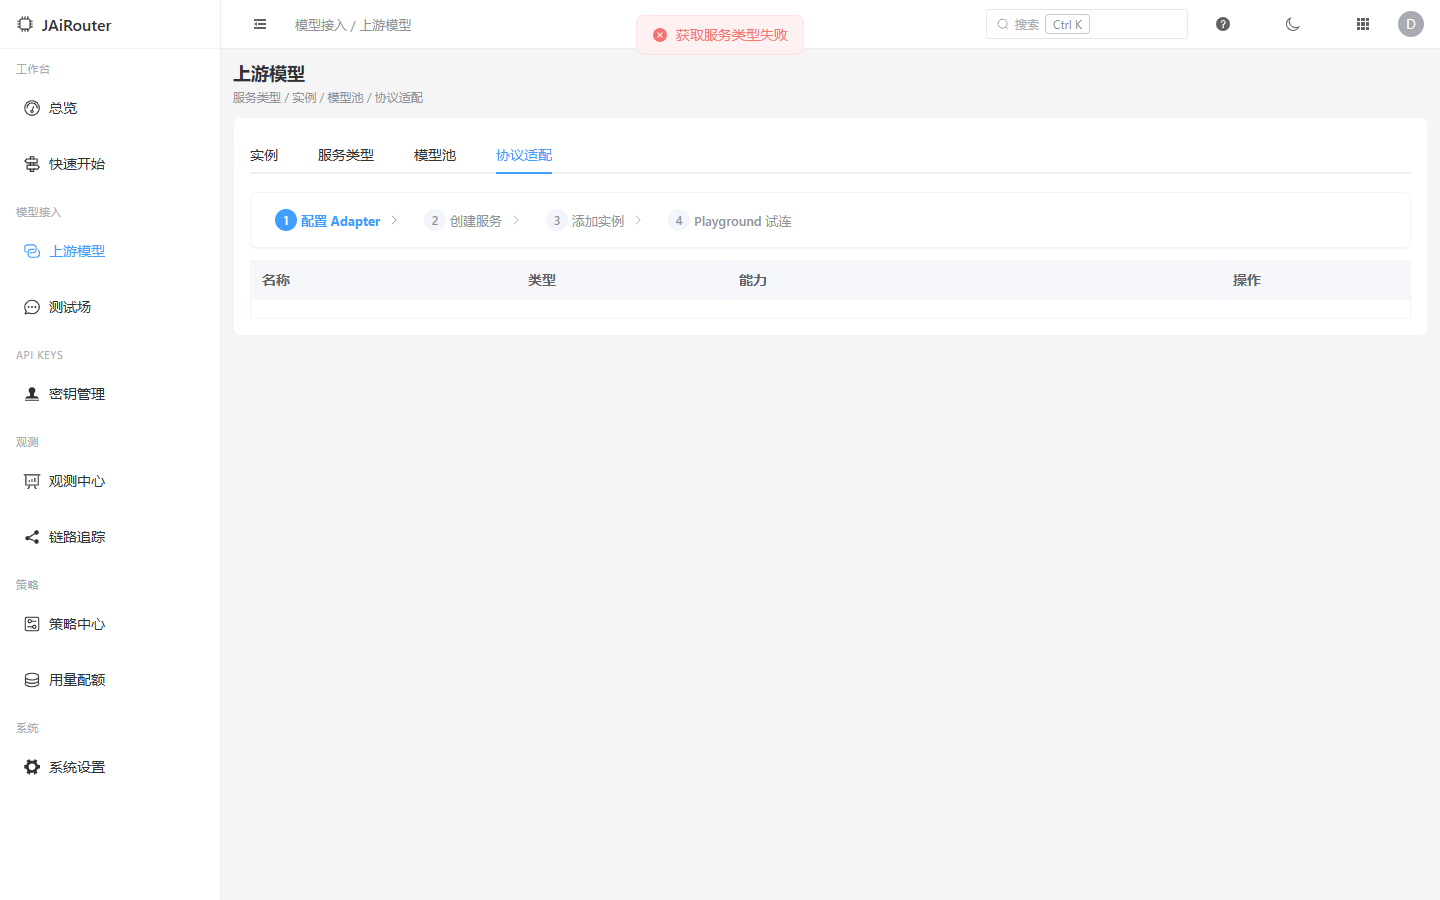 JAiRouter
模型接入 / 上游模型
获取服务类型失败
搜索 Ctrl K
D
工作台
总览
快速开始
模型接入
上游模型
测试场
API KEYS
密钥管理
观测
观测中心
链路追踪
策略
策略中心
用量配额
系统
系统设置
上游模型
服务类型 / 实例 / 模型池 / 协议适配
实例 服务类型 模型池 协议适配
1 配置 Adapter 2 创建服务 3 添加实例 4 Playground 试连
名称 类型 能力 操作